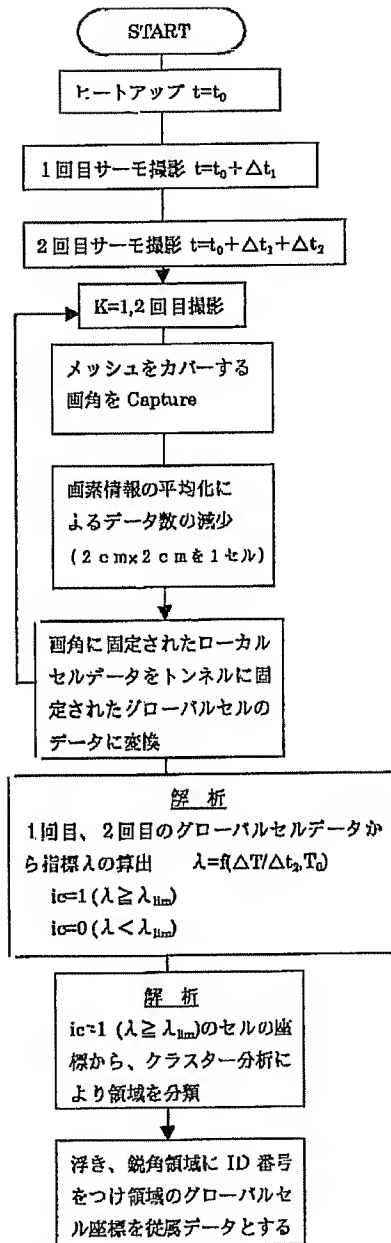 START
ヒートアップ t=t₀
1回目サーモ撮影 t=t₀+Δt₁
2回目サーモ撮影 t=t₀+Δt₁+Δt₂
K=1,2回目撮影
メッシュをカバーする
画角を Capture
画素情報の平均化に
よるデータ数の減少
(2cm×2cmを1セル)
画角に固定されたローカル
セルデータをトンネルに固
定されたグローバルセルの
データに変換
解 析
1回目、2回目のグローバルセルデータか
ら指標λの算出 λ=f(ΔT/Δt₂,T₀)
ic=1 (λ≧λlim)
ic=0 (λ<λlim)
解 析
ic=1 (λ≧λlim)のセルの座
標から、クラスター分析に
より領域を分類
浮き、鋭角領域に ID 番号
をつけ領域のグローバルセ
ル座標を従属データとする